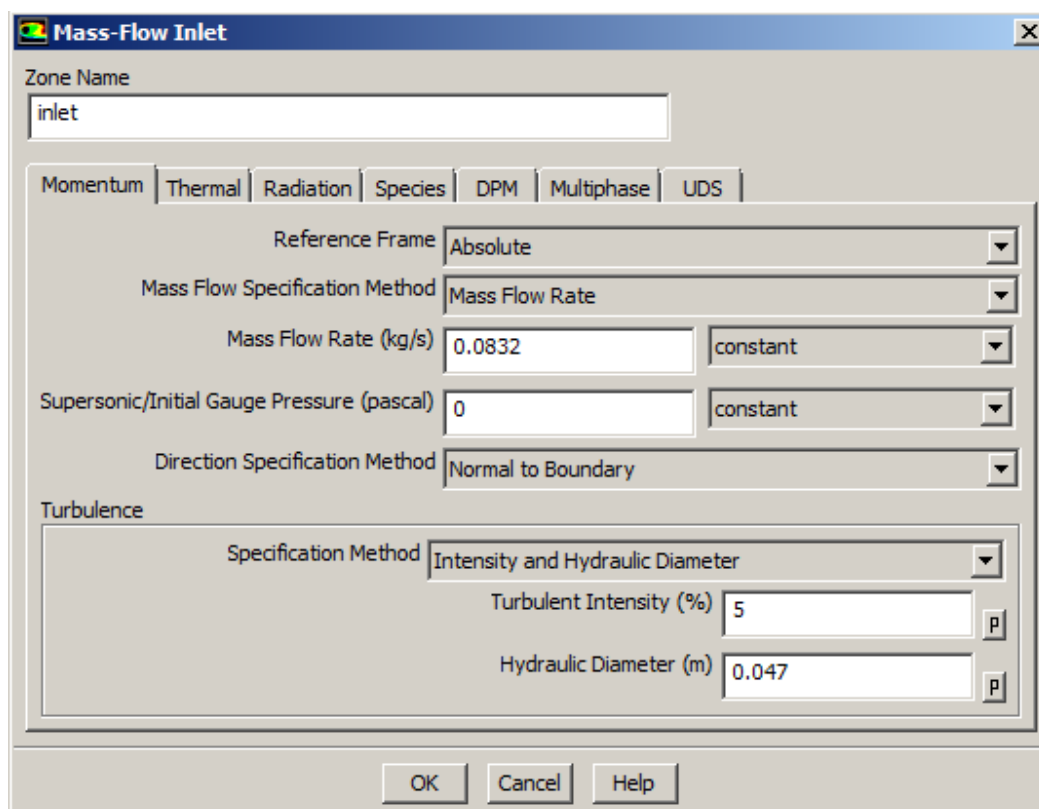 Mass-Flow Inlet
Zone Name
inlet
Momentum Thermal Radiation Species DPM Multiphase UDS
Reference Frame Absolute
Mass Flow Specification Method Mass Flow Rate
Mass Flow Rate (kg/s) 0.0832 constant
Supersonic/Initial Gauge Pressure (pascal) 0 constant
Direction Specification Method Normal to Boundary
Turbulence
Specification Method Intensity and Hydraulic Diameter
Turbulent Intensity (%) 5 P
Hydraulic Diameter (m) 0.047 P
OK Cancel Help